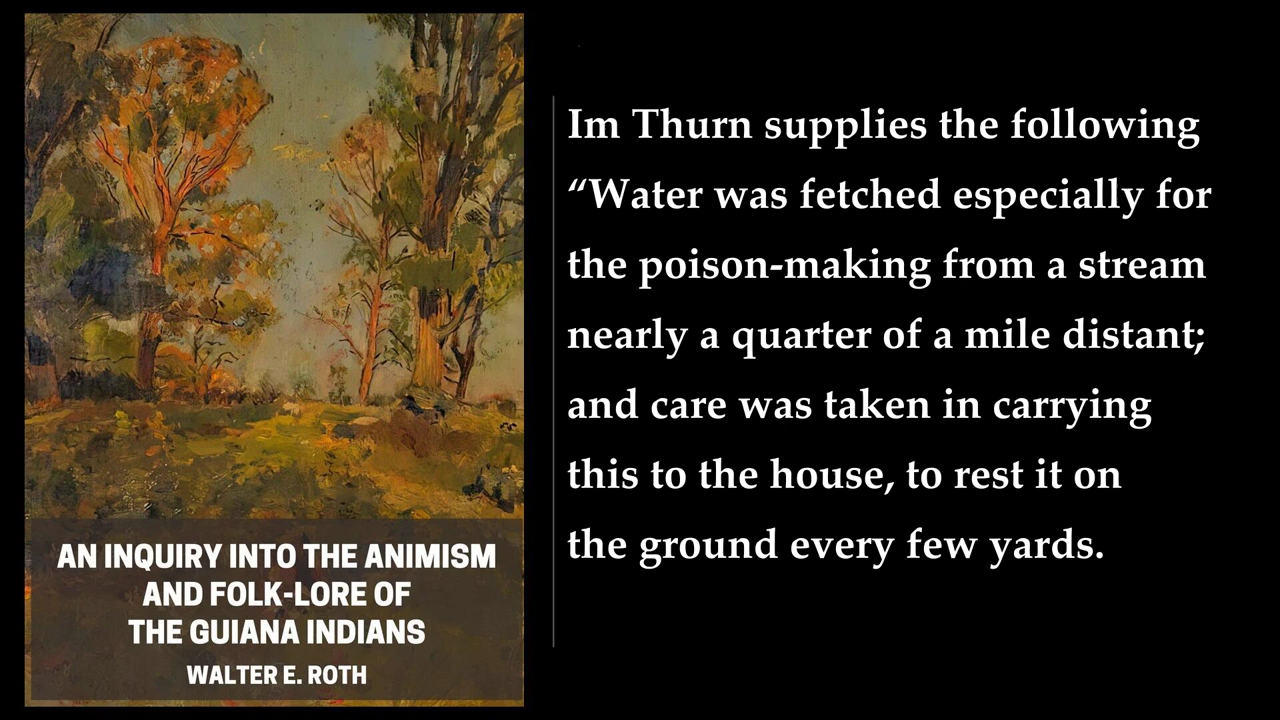 AN INQUIRY INTO THE ANIMISM
AND FOLK-LORE OF
THE GUIANA INDIANS
WALTER E. ROTH
Im Thurn supplies the following
“Water was fetched especially for
the poison-making from a stream
nearly a quarter of a mile distant;
and care was taken in carrying
this to the house, to rest it on
the ground every few yards.